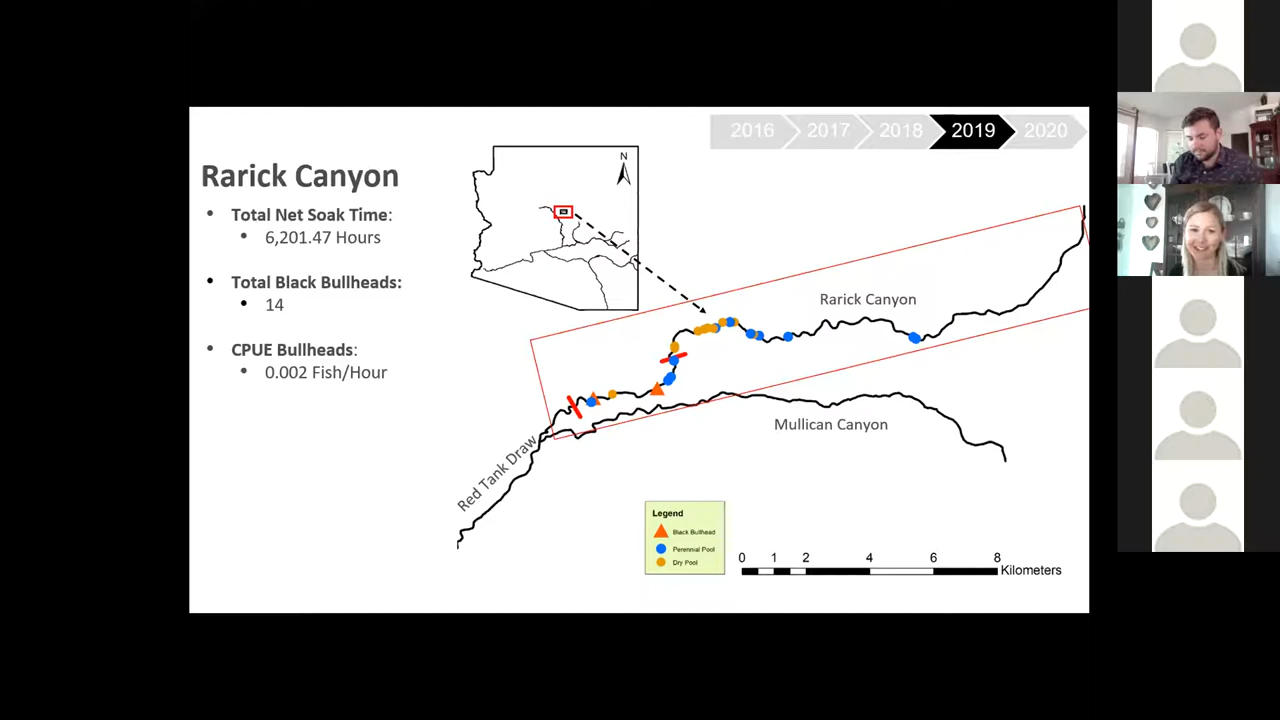 2016 2017 2018 2019 2020
Rarick Canyon
• Total Net Soak Time:
• 6,201.47 Hours
• Total Black Bullheads:
• 14
• CPUE Bullheads:
• 0.002 Fish/Hour
N
Rarick Canyon
Mullican Canyon
Red Tank Draw
Legend
Black Bullhead
Perennial Pool
Dry Pool
0 1 2 4 6 8
Kilometers